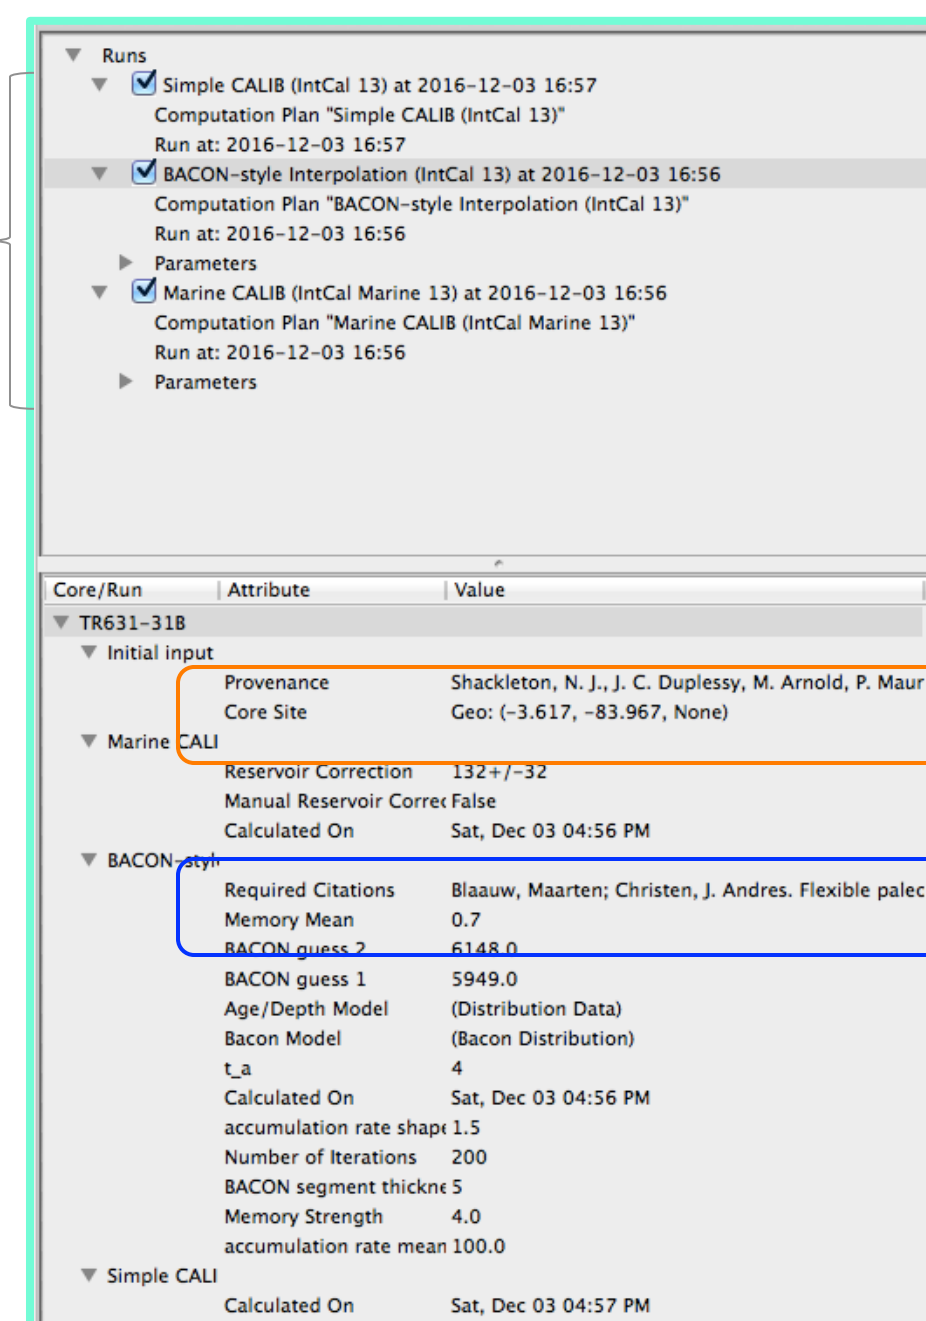 Runs
Simple CALIB (IntCal 13) at 2016-12-03 16:57
Computation Plan "Simple CALIB (IntCal 13)"
Run at: 2016-12-03 16:57
BACON-style Interpolation (IntCal 13) at 2016-12-03 16:56
Computation Plan "BACON-style Interpolation (IntCal 13)"
Run at: 2016-12-03 16:56
Parameters
Marine CALIB (IntCal Marine 13) at 2016-12-03 16:56
Computation Plan "Marine CALIB (IntCal Marine 13)"
Run at: 2016-12-03 16:56
Parameters
Core/Run Attribute Value
TR631-31B
Initial input
Provenance Shackleton, N. J., J. C. Duplessy, M. Arnold, P. Maur
Core Site Geo: (-3.617, -83.967, None)
Marine CALI
Reservoir Correction 132+/-32
Manual Reservoir Correc False
Calculated On Sat, Dec 03 04:56 PM
BACON-styl
Required Citations Blaauw, Maarten; Christen, J. Andres. Flexible palec
Memory Mean 0.7
BACON guess 2 6148.0
BACON guess 1 5949.0
Age/Depth Model (Distribution Data)
Bacon Model (Bacon Distribution)
t_a 4
Calculated On Sat, Dec 03 04:56 PM
accumulation rate shape 1.5
Number of Iterations 200
BACON segment thickne 5
Memory Strength 4.0
accumulation rate mean 100.0
Simple CALI
Calculated On Sat, Dec 03 04:57 PM